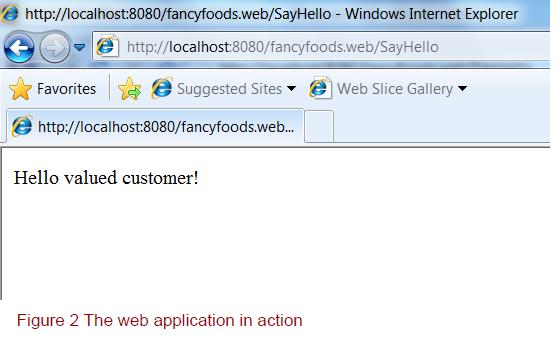 http://localhost:8080/fancyfoods.web/SayHello - Windows Internet Explorer
http://localhost:8080/fancyfoods.web/SayHello
Favorites Suggested Sites Web Slice Gallery
http://localhost:8080/fancyfoods.web...
Hello valued customer!
Figure 2 The web application in action